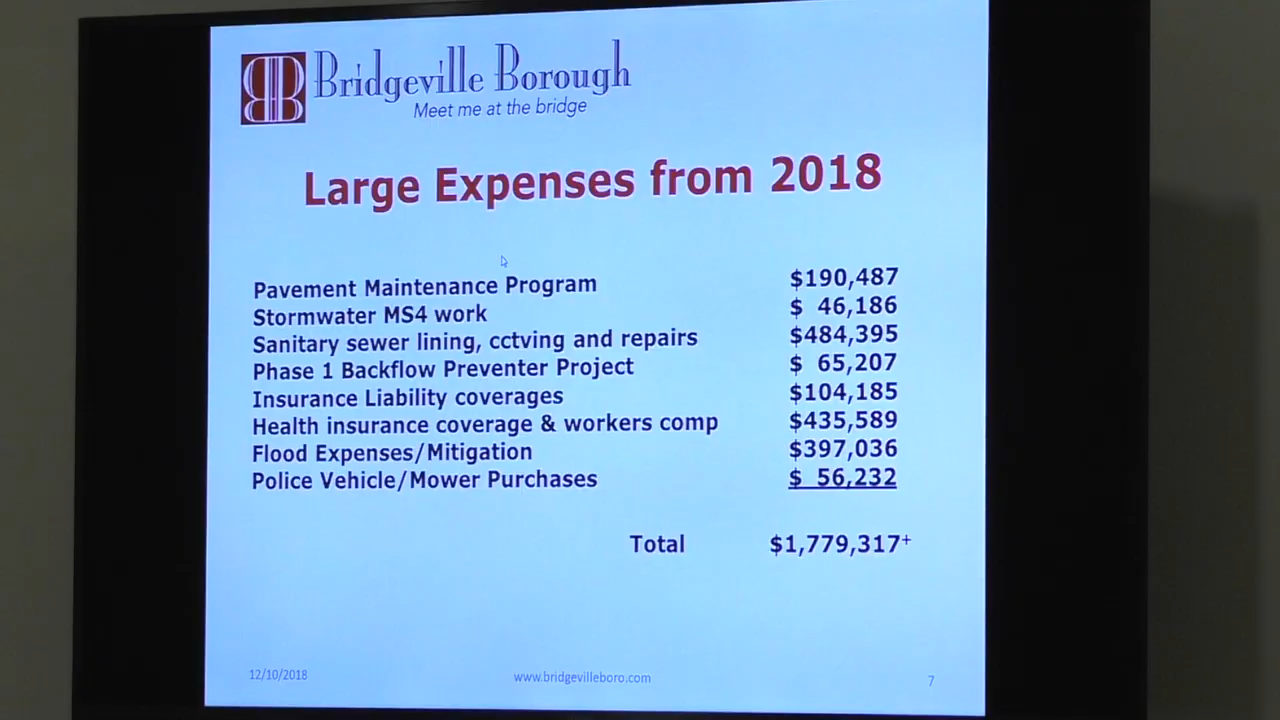 Bridgeville Borough
Meet me at the bridge
Large Expenses from 2018
Pavement Maintenance Program $190,487
Stormwater MS4 work $ 46,186
Sanitary sewer lining, cctving and repairs $484,395
Phase 1 Backflow Preventer Project $ 65,207
Insurance Liability coverages $104,185
Health insurance coverage & workers comp $435,589
Flood Expenses/Mitigation $397,036
Police Vehicle/Mower Purchases $ 56,232
Total $1,779,317+
12/10/2018 www.bridgevilleboro.com 7